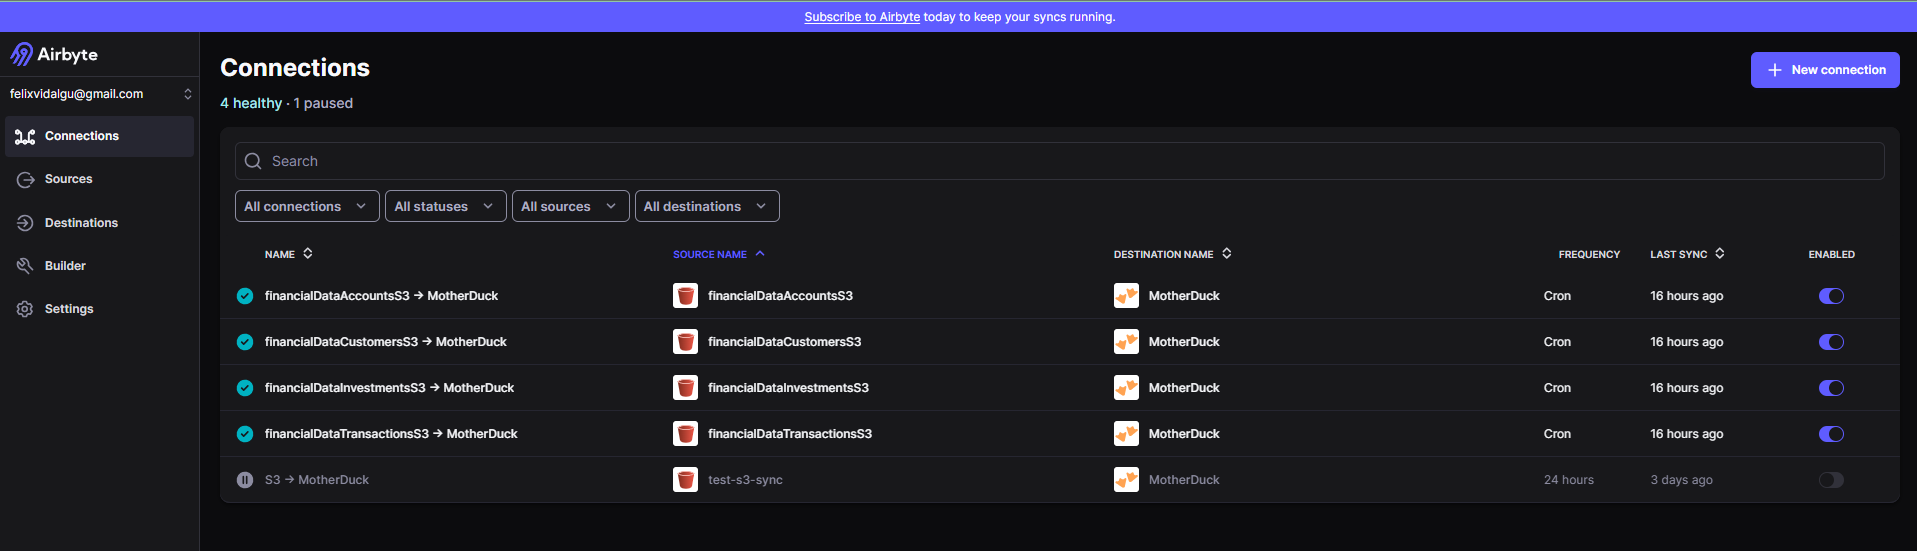 Subscribe to Airbyte today to keep your syncs running.
Airbyte
felixvidalgu@gmail.com
Connections
Sources
Destinations
Builder
Settings
Connections
4 healthy · 1 paused
New connection
Search
All connections All statuses All sources All destinations
NAME SOURCE NAME DESTINATION NAME FREQUENCY LAST SYNC ENABLED
financialDataAccountsS3 → MotherDuck financialDataAccountsS3 MotherDuck Cron 16 hours ago
financialDataCustomersS3 → MotherDuck financialDataCustomersS3 MotherDuck Cron 16 hours ago
financialDataInvestmentsS3 → MotherDuck financialDataInvestmentsS3 MotherDuck Cron 16 hours ago
financialDataTransactionsS3 → MotherDuck financialDataTransactionsS3 MotherDuck Cron 16 hours ago
S3 → MotherDuck test-s3-sync MotherDuck 24 hours 3 days ago